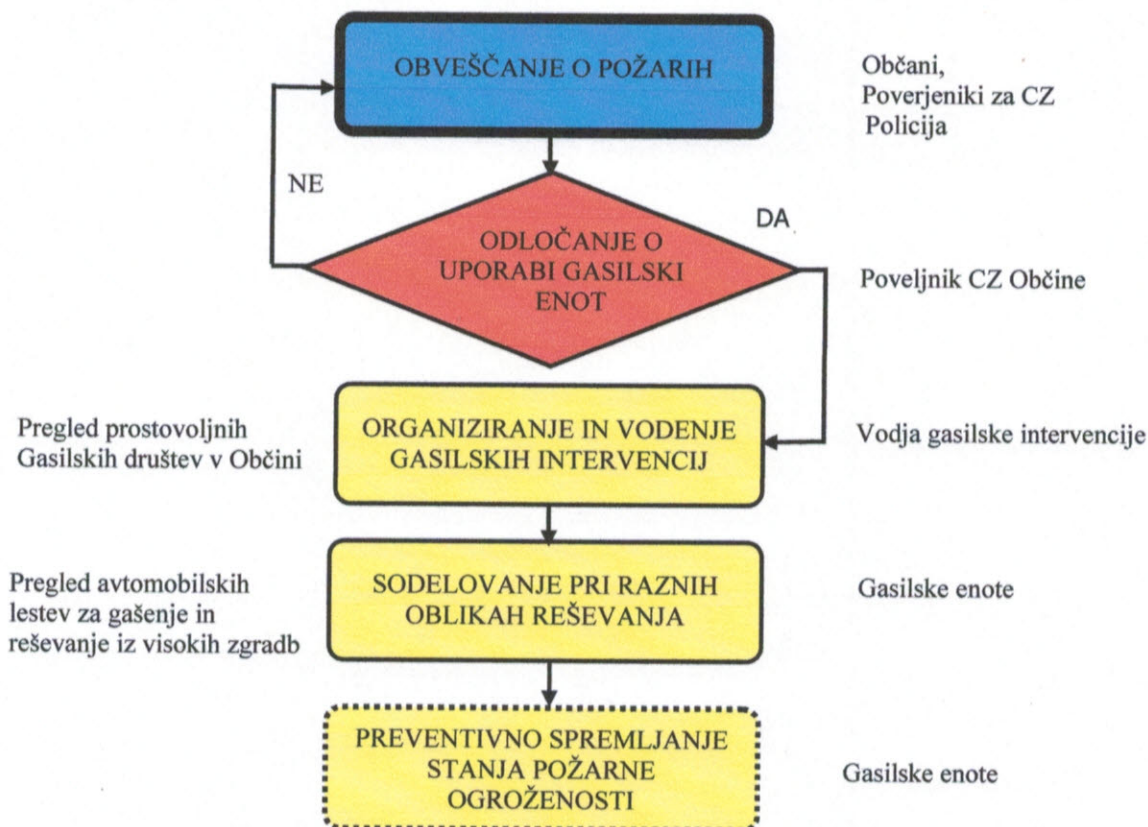 OBVEŠČANJE O POŽARIH
Občani,
Poverjeniki za CZ
Policija
NE
DA
ODLOČANJE O
UPORABI GASILSKI
ENOT
Poveljnik CZ Občine
Pregled prostovoljnih
Gasilskih društev v Občini
ORGANIZIRANJE IN VODENJE
GASILSKIH INTERVENCIJ
Vodja gasilske intervencije
Pregled avtomobilskih
lestev za gašenje in
reševanje iz visokih zgradb
SODELOVANJE PRI RAZNIH
OBLIKAH REŠEVANJA
Gasilske enote
PREVENTIVNO SPREMLJANJE
STANJA POŽARNE
OGROŽENOSTI
Gasilske enote